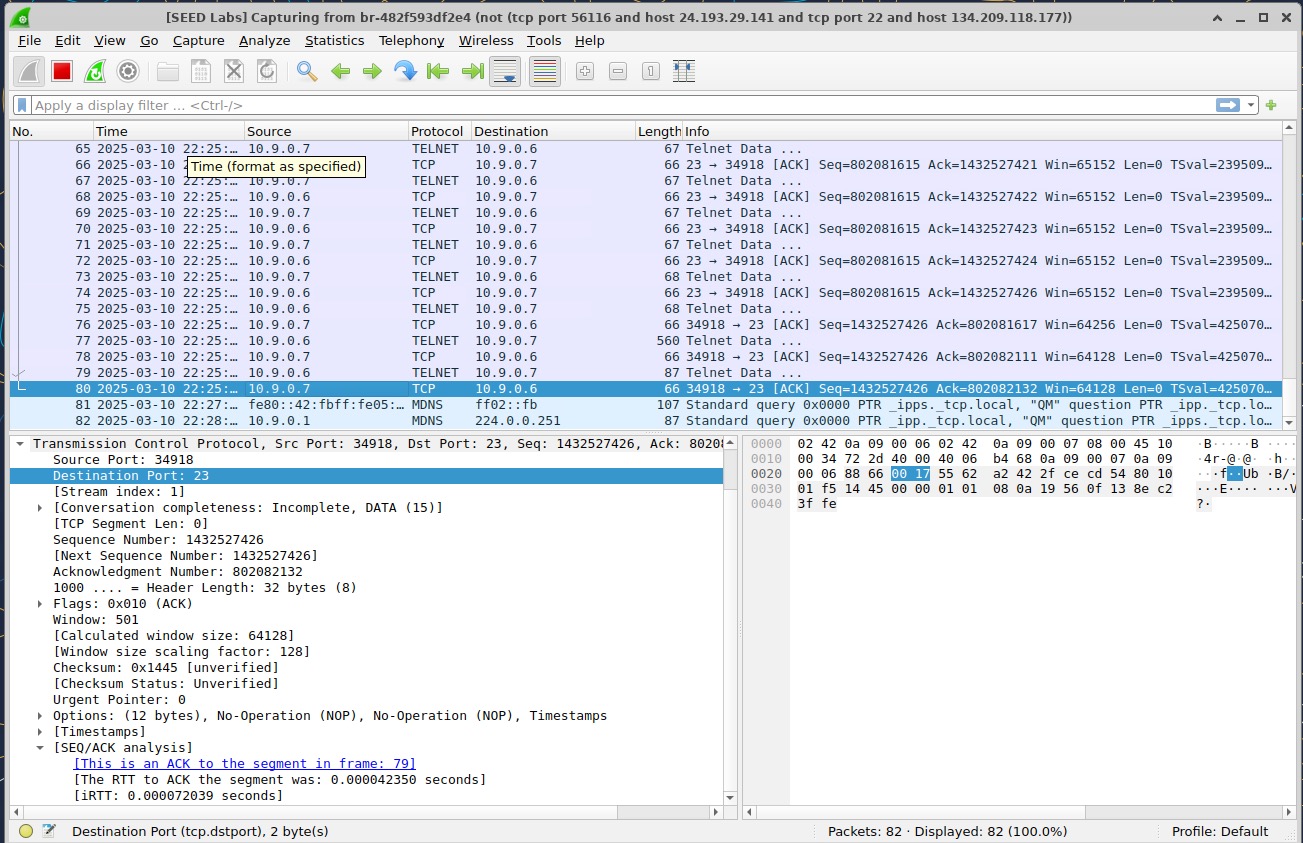 [SEED Labs] Capturing from br-482f593df2e4 (not (tcp port 56116 and host 24.193.29.141 and tcp port 22 and host 134.209.118.177))
File Edit View Go Capture Analyze Statistics Telephony Wireless Tools Help
Apply a display filter … <Ctrl-/>
No. Time Source Protocol Destination Length Info
65 2025-03-10 22:25:… 10.9.0.7 TELNET 10.9.0.6 67 Telnet Data ...
66 2025-03-10 2 TCP 10.9.0.7 66 23 → 34918 [ACK] Seq=802081615 Ack=1432527421 Win=65152 Len=0 TSval=239509…
Time (format as specified)
67 2025-03-10 22:25:… 10.9.0.7 TELNET 10.9.0.6 67 Telnet Data ...
68 2025-03-10 22:25:… 10.9.0.6 TCP 10.9.0.7 66 23 → 34918 [ACK] Seq=802081615 Ack=1432527422 Win=65152 Len=0 TSval=239509…
69 2025-03-10 22:25:… 10.9.0.7 TELNET 10.9.0.6 67 Telnet Data ...
70 2025-03-10 22:25:… 10.9.0.6 TCP 10.9.0.7 66 23 → 34918 [ACK] Seq=802081615 Ack=1432527423 Win=65152 Len=0 TSval=239509…
71 2025-03-10 22:25:… 10.9.0.7 TELNET 10.9.0.6 67 Telnet Data ...
72 2025-03-10 22:25:… 10.9.0.6 TCP 10.9.0.7 66 23 → 34918 [ACK] Seq=802081615 Ack=1432527424 Win=65152 Len=0 TSval=239509…
73 2025-03-10 22:25:… 10.9.0.7 TELNET 10.9.0.6 68 Telnet Data ...
74 2025-03-10 22:25:… 10.9.0.6 TCP 10.9.0.7 66 23 → 34918 [ACK] Seq=802081615 Ack=1432527426 Win=65152 Len=0 TSval=239509…
75 2025-03-10 22:25:… 10.9.0.6 TELNET 10.9.0.7 68 Telnet Data ...
76 2025-03-10 22:25:… 10.9.0.7 TCP 10.9.0.6 66 34918 → 23 [ACK] Seq=1432527426 Ack=802081617 Win=64256 Len=0 TSval=425070…
77 2025-03-10 22:25:… 10.9.0.6 TELNET 10.9.0.7 560 Telnet Data ...
78 2025-03-10 22:25:… 10.9.0.7 TCP 10.9.0.6 66 34918 → 23 [ACK] Seq=1432527426 Ack=802082111 Win=64128 Len=0 TSval=425070…
79 2025-03-10 22:25:… 10.9.0.6 TELNET 10.9.0.7 87 Telnet Data ...
80 2025-03-10 22:25:… 10.9.0.7 TCP 10.9.0.6 66 34918 → 23 [ACK] Seq=1432527426 Ack=802082132 Win=64128 Len=0 TSval=425070…
81 2025-03-10 22:27:… fe80::42:fbff:fe05:… MDNS ff02::fb 107 Standard query 0x0000 PTR _ipps._tcp.local, "QM" question PTR _ipp._tcp.lo…
82 2025-03-10 22:28:… 10.9.0.1 MDNS 224.0.0.251 87 Standard query 0x0000 PTR _ipps._tcp.local, "QM" question PTR _ipp._tcp.lo…
Transmission Control Protocol, Src Port: 34918, Dst Port: 23, Seq: 1432527426, Ack: 8020
Source Port: 34918
Destination Port: 23
[Stream index: 1]
[Conversation completeness: Incomplete, DATA (15)]
[TCP Segment Len: 0]
Sequence Number: 1432527426
[Next Sequence Number: 1432527426]
Acknowledgment Number: 802082132
1000 .... = Header Length: 32 bytes (8)
Flags: 0x010 (ACK)
Window: 501
[Calculated window size: 64128]
[Window size scaling factor: 128]
Checksum: 0x1445 [unverified]
[Checksum Status: Unverified]
Urgent Pointer: 0
Options: (12 bytes), No-Operation (NOP), No-Operation (NOP), Timestamps
[Timestamps]
[SEQ/ACK analysis]
[This is an ACK to the segment in frame: 79]
[The RTT to ACK the segment was: 0.000042350 seconds]
[iRTT: 0.000072039 seconds]
0000 02 42 0a 09 00 06 02 42 0a 09 00 07 08 00 45 10 ·B·····B ····
0010 00 34 72 2d 40 00 40 06 b4 68 0a 09 00 07 0a 09 ·4r-@·@· ·h··
0020 00 06 88 66 00 17 55 62 a2 42 2f ce cd 54 80 10 ···f··Ub ·B/·
0030 01 f5 14 45 00 00 01 01 08 0a 19 56 0f 13 8e c2 ···E···· ···V
0040 3f fe ?·
Destination Port (tcp.dstport), 2 byte(s)
Packets: 82 · Displayed: 82 (100.0%)
Profile: Default